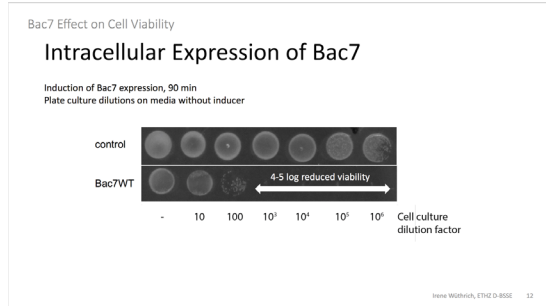 Bac7 Effect on Cell Viability
Intracellular Expression of Bac7
Induction of Bac7 expression, 90 min
Plate culture dilutions on media without inducer
control
Bac7WT
4-5 log reduced viability
- 10 100 10³ 10⁴ 10⁵ 10⁶ Cell culture
dilution factor
Irene Wüthrich, ETHZ D-BSSE 12